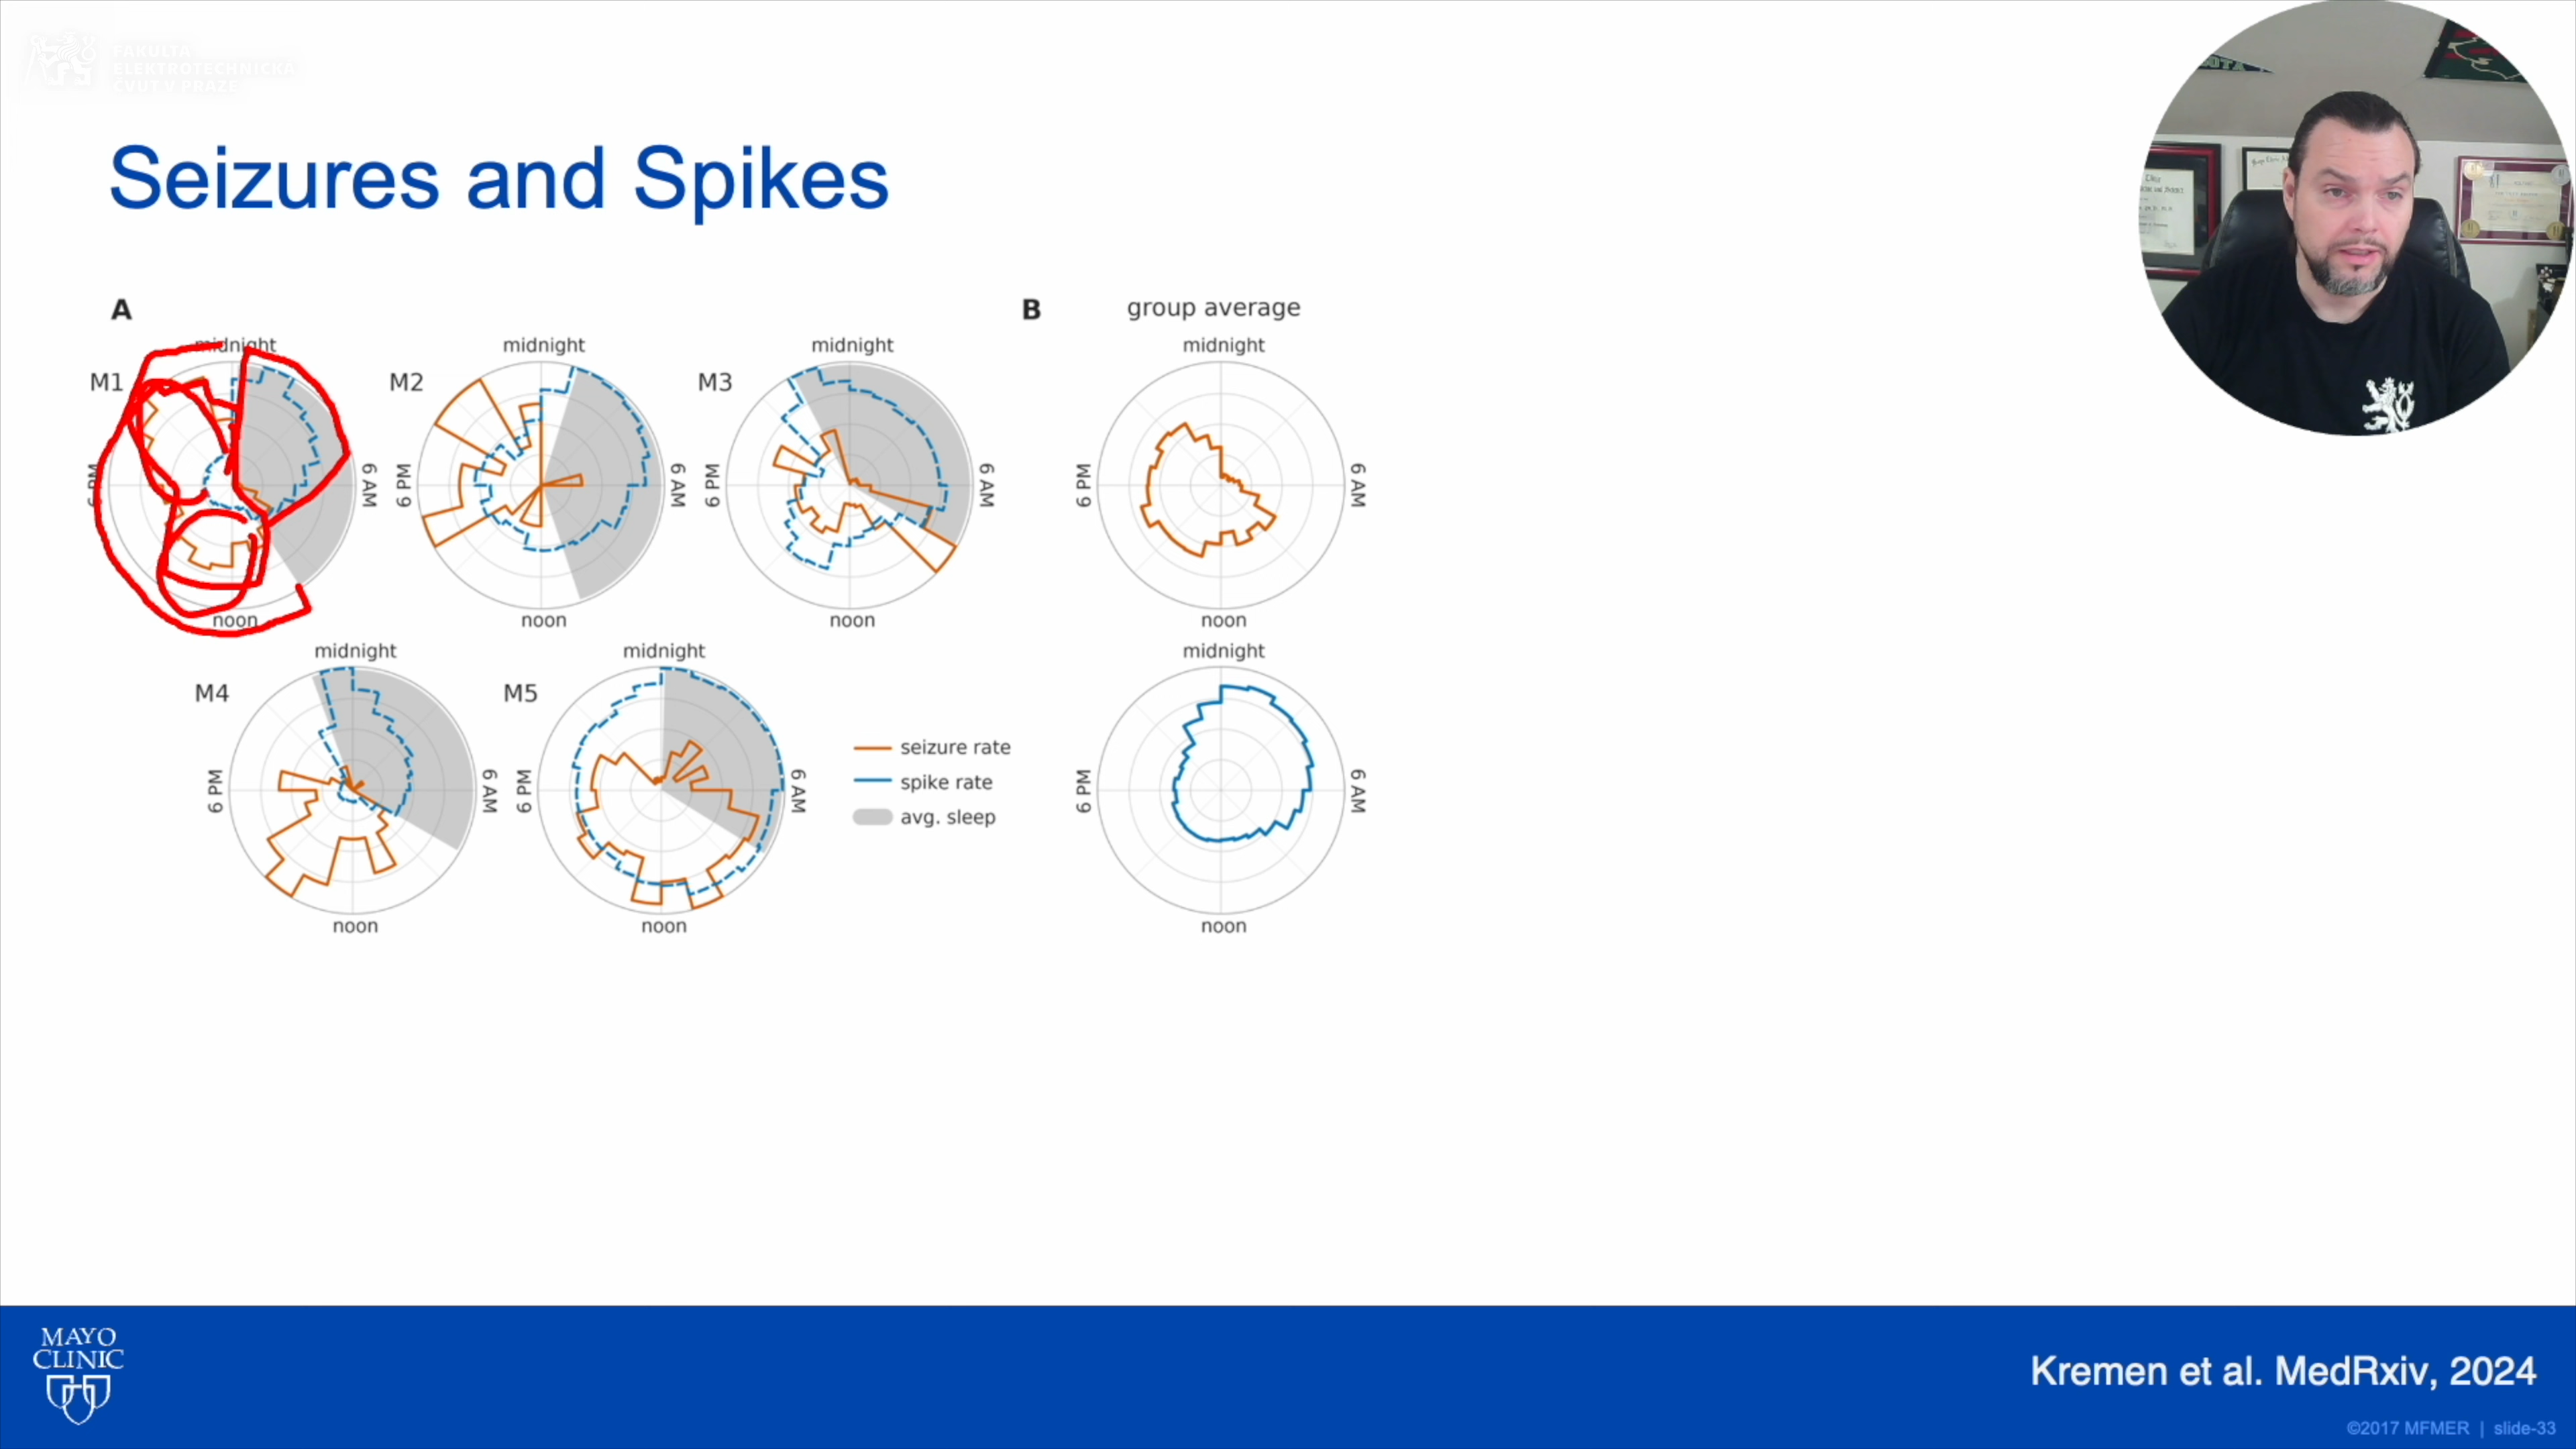 FAKULTA
ELEKTROTECHNICKÁ
ČVUT V PRAZE
Seizures and Spikes
A
B
group average
midnight
M1
6 AM
noon
midnight
M2
6 PM
6 AM
noon
midnight
M3
6 PM
6 AM
noon
midnight
6 PM
6 AM
noon
midnight
M4
6 PM
6 AM
noon
midnight
M5
6 PM
6 AM
noon
seizure rate
spike rate
avg. sleep
midnight
6 PM
6 AM
noon
MAYO
CLINIC
Kremen et al. MedRxiv, 2024
©2017 MFMER | slide-33